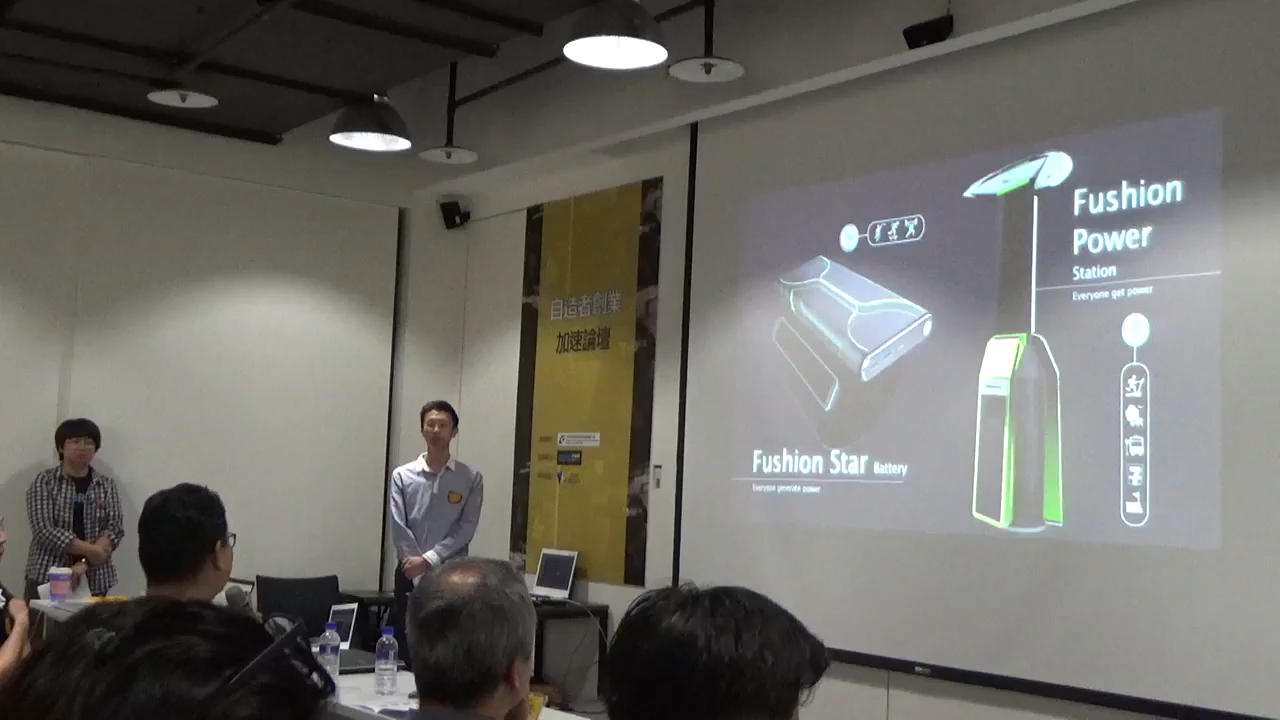 自造者創業
加速論壇
Fushion
Power
Station
Everyone get power
Fushion Star Battery
Everyone generate power